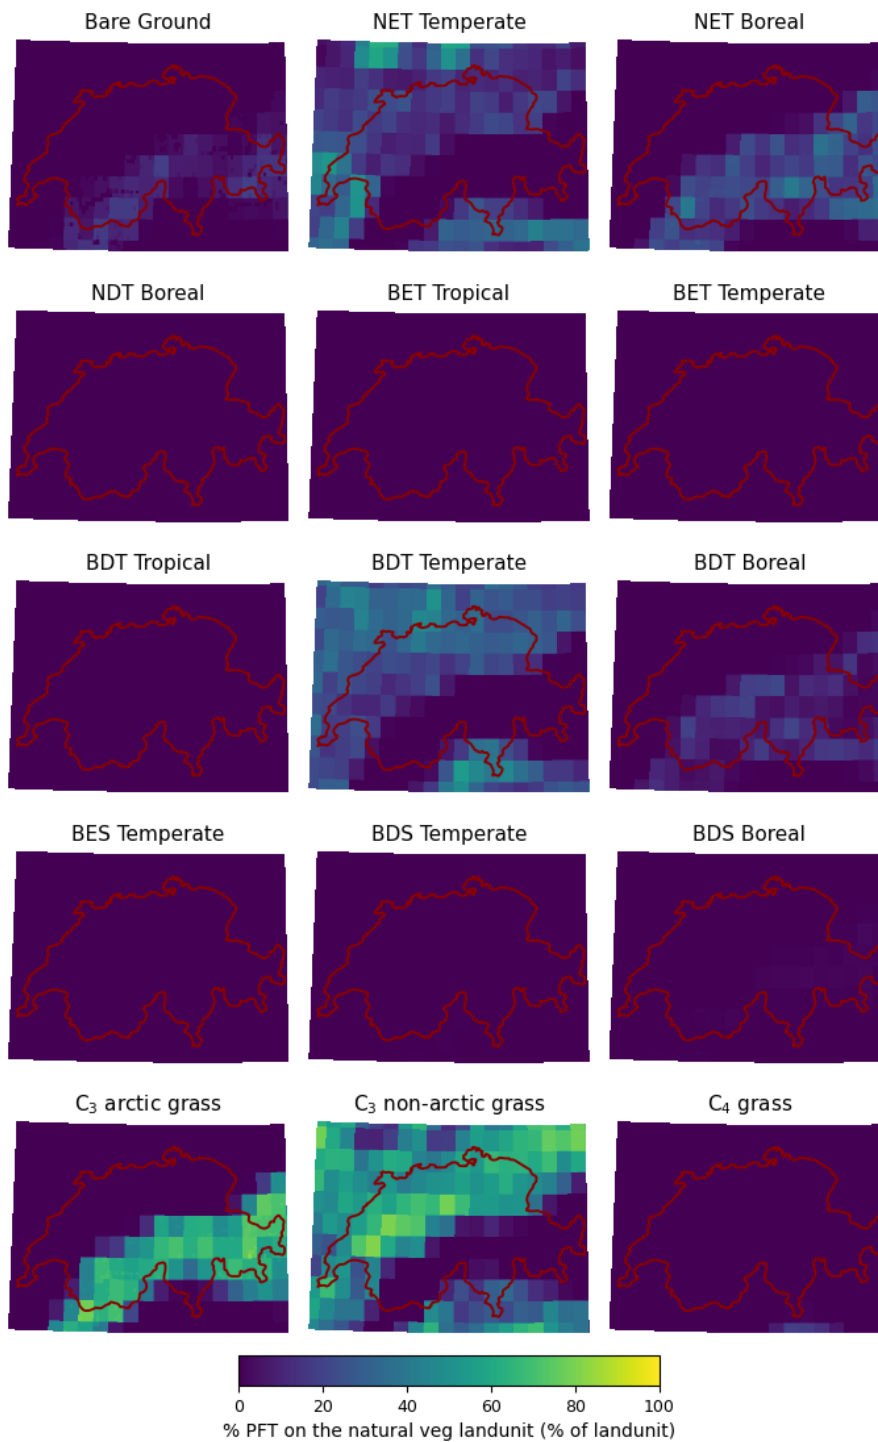 Bare Ground NET Temperate NET Boreal
NDT Boreal BET Tropical BET Temperate
BDT Tropical BDT Temperate BDT Boreal
BES Temperate BDS Temperate BDS Boreal
C₃ arctic grass C₃ non-arctic grass C₄ grass
0 20 40 60 80 100
% PFT on the natural veg landunit (% of landunit)